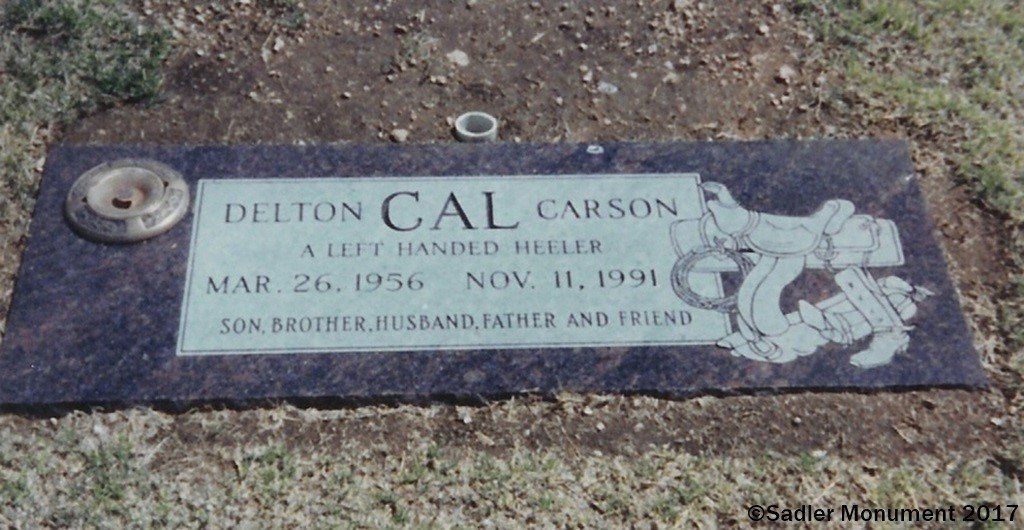 DELTON CAL CARSON
A LEFT HANDED HEELER
MAR. 26, 1956 NOV. 11, 1991
SON, BROTHER, HUSBAND, FATHER AND FRIEND
©Sadler Monument 2017